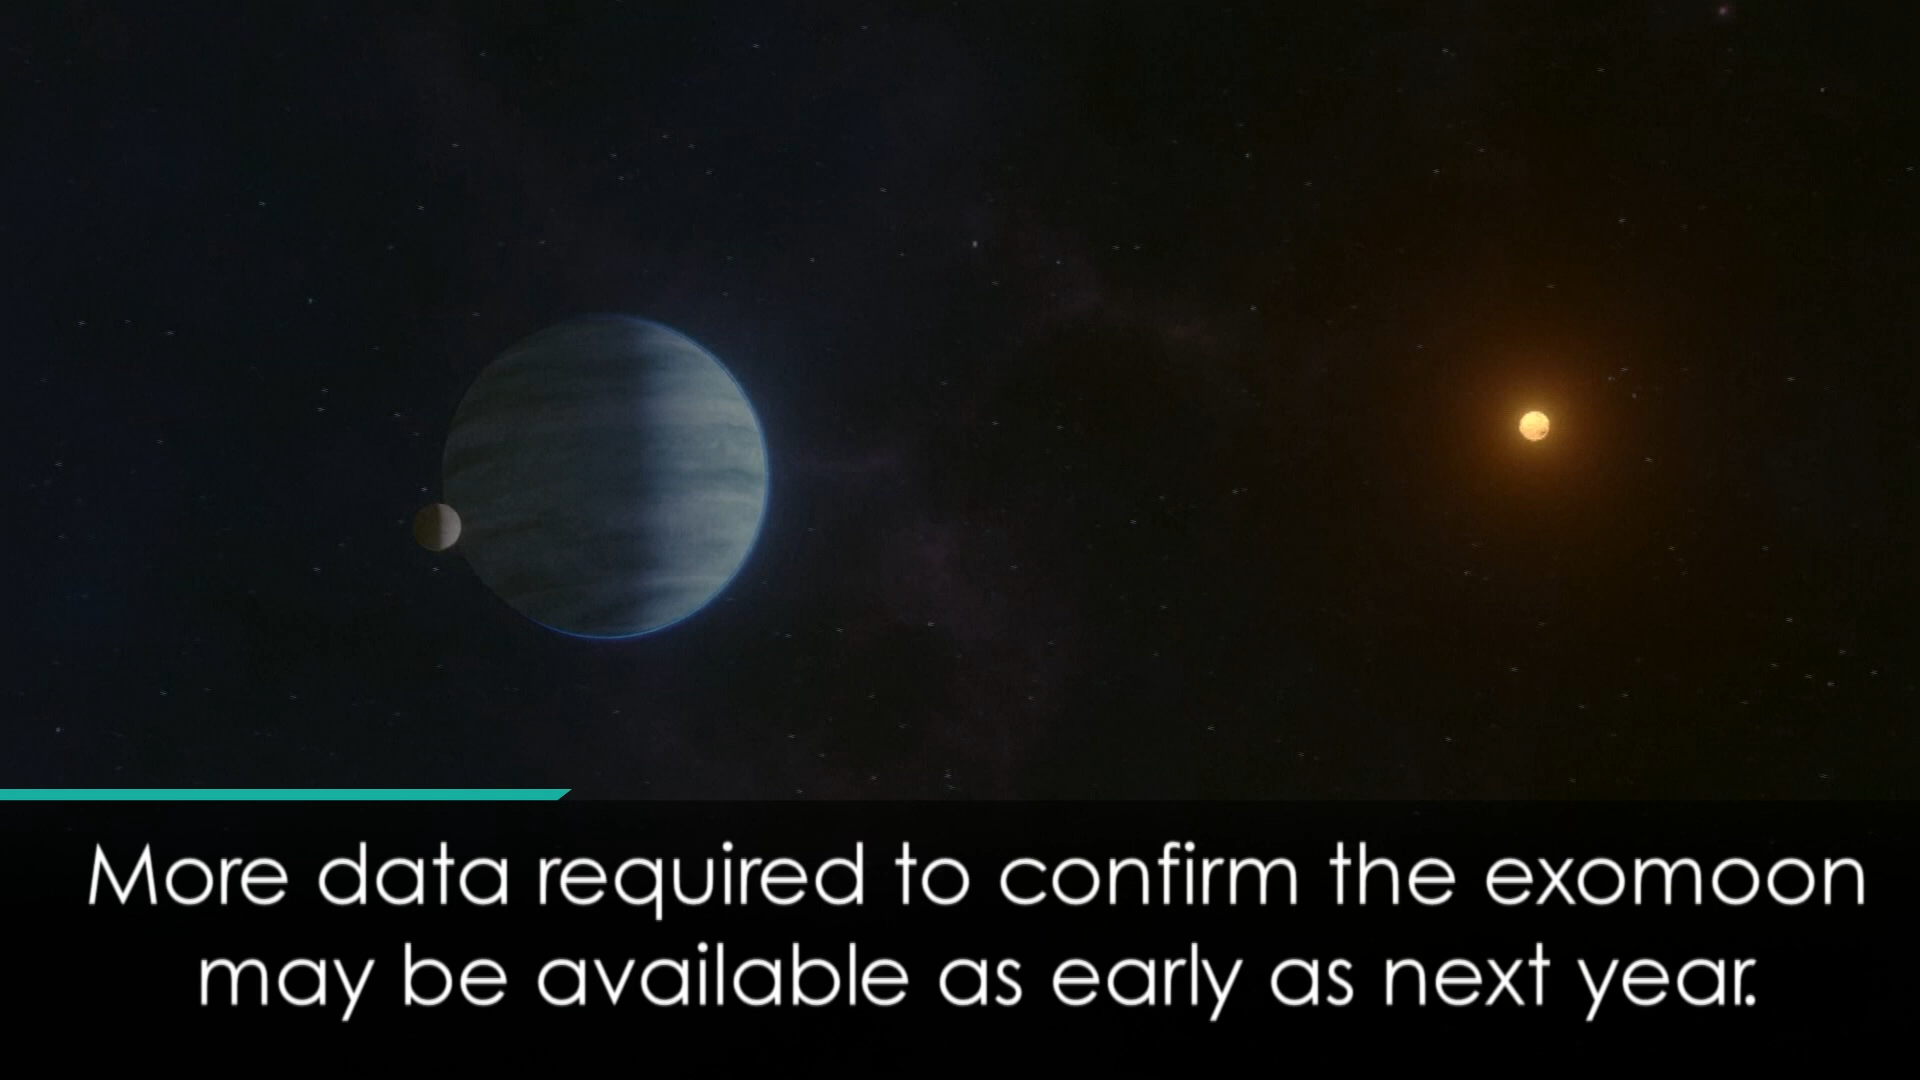 More data required to confirm the exomoon
may be available as early as next year.